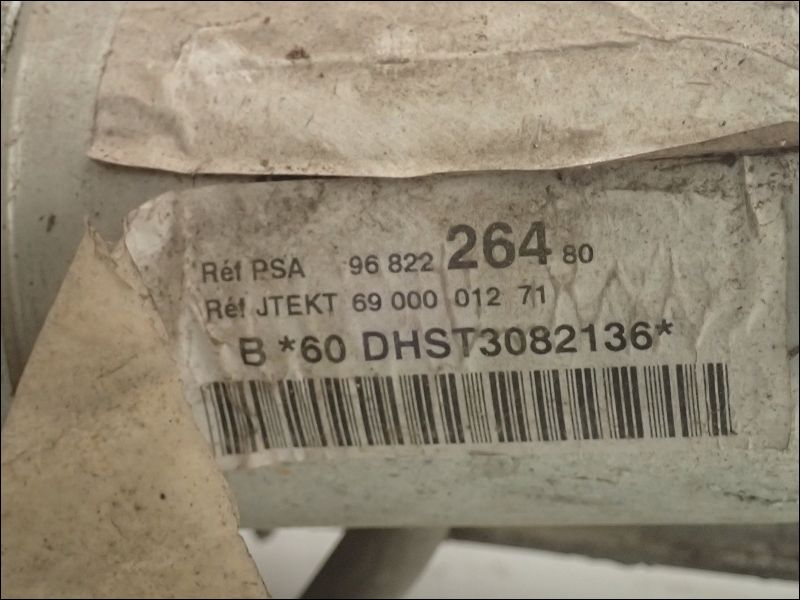 Réf PSA 96 822 264 80
Réf JTEKT 69 000 012 71
B *60 DHST3082136*